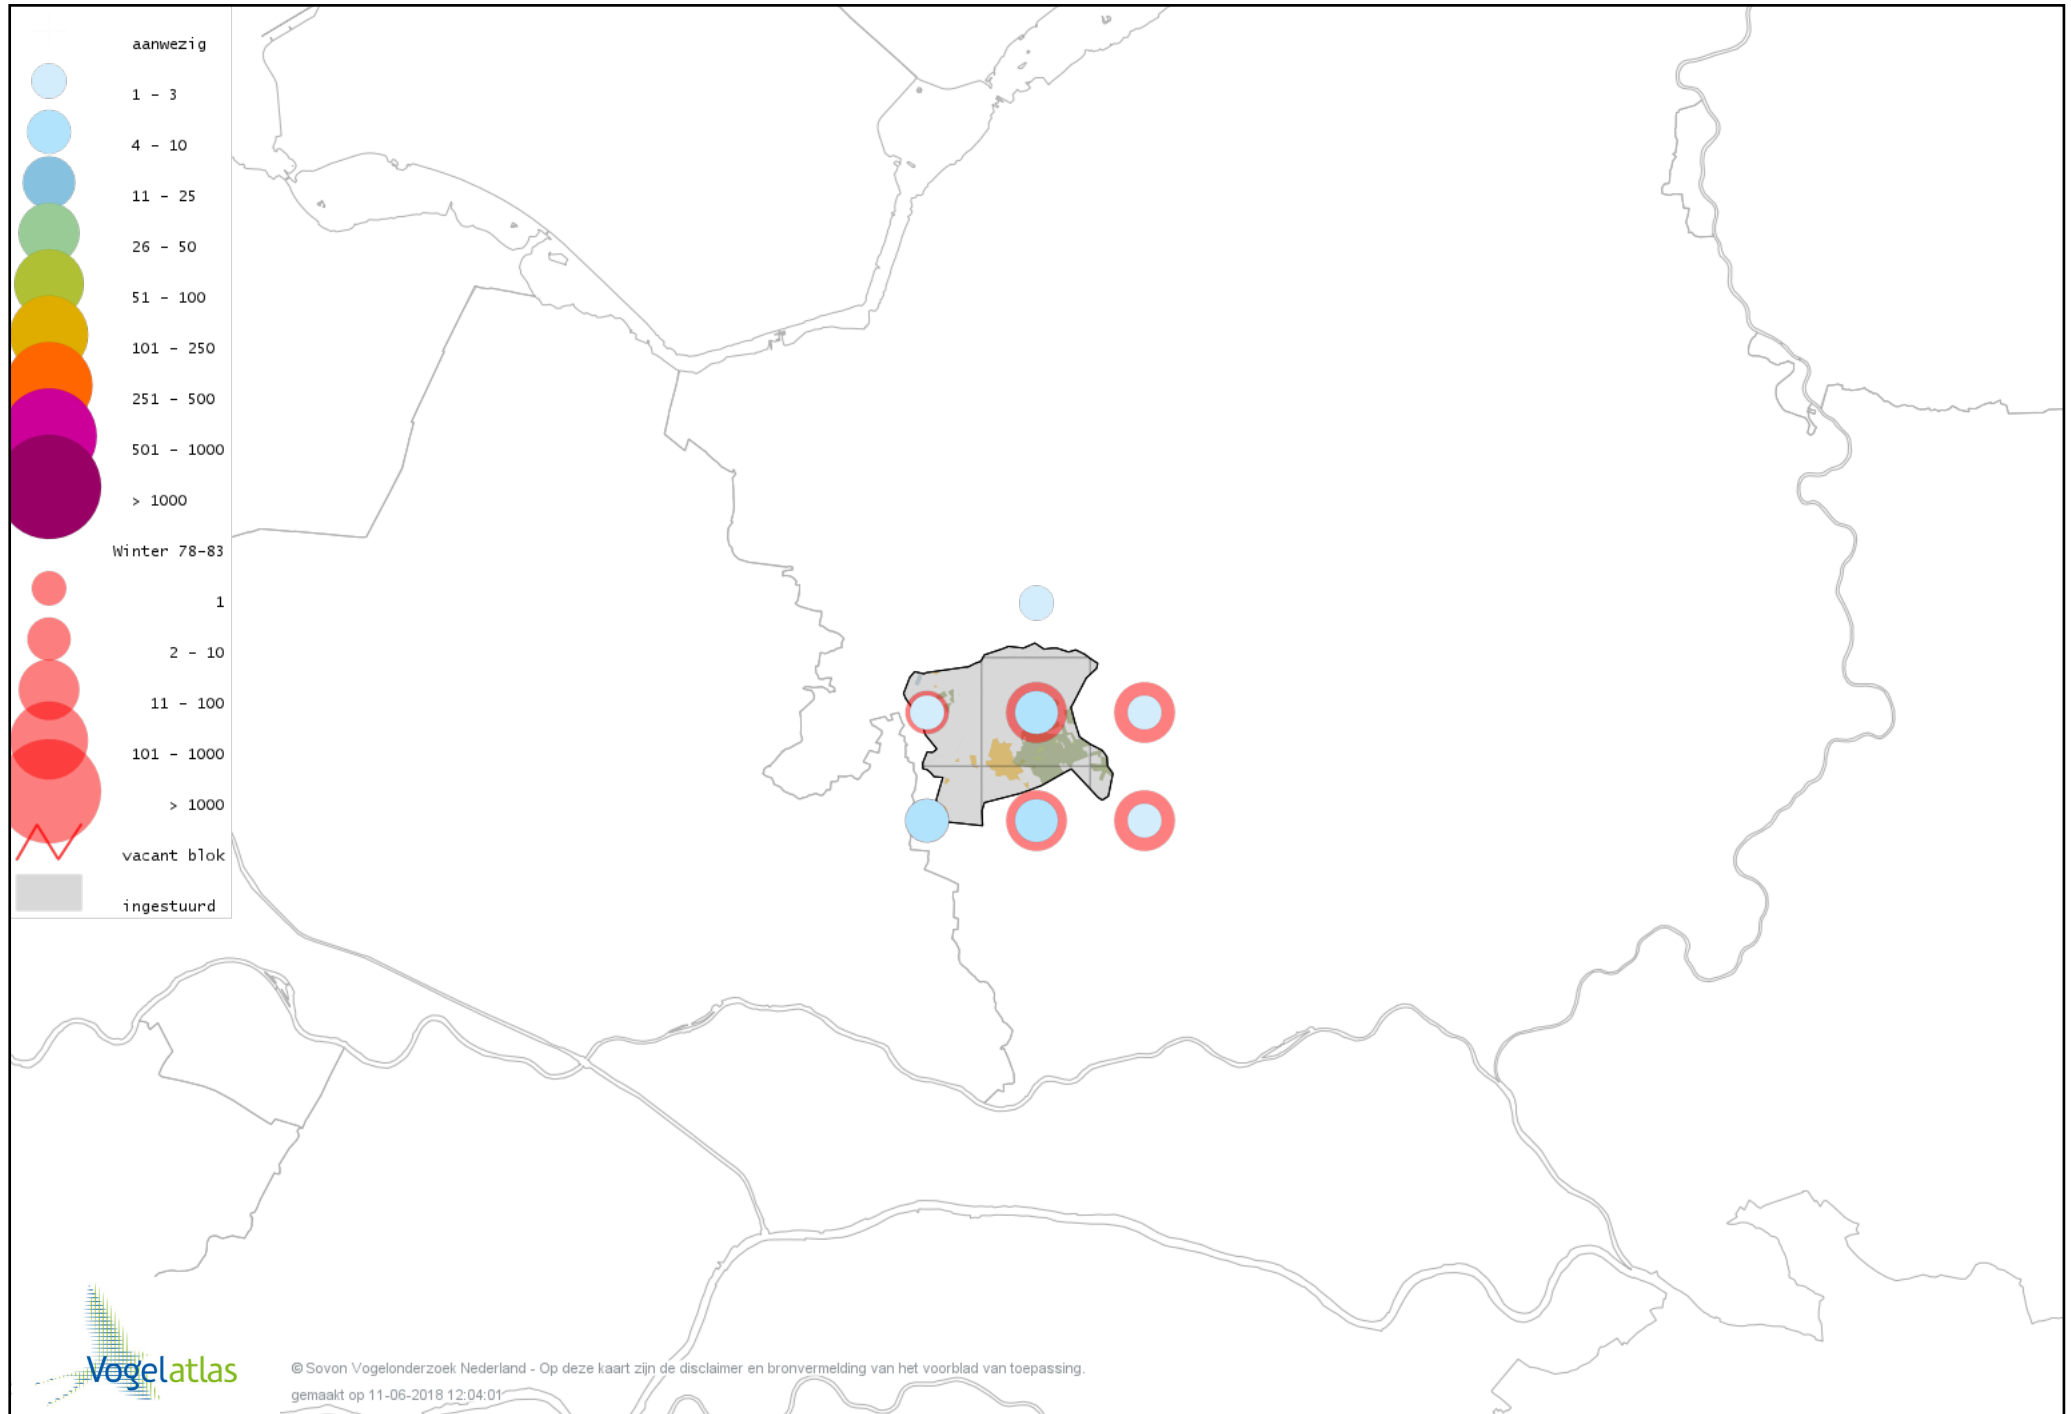 aanwezig
1 - 3
4 - 10
11 - 25
26 - 50
51 - 100
101 - 250
251 - 500
501 - 1000
> 1000
Winter 78-83
1
2 - 10
11 - 100
101 - 1000
> 1000
vacant blok
ingestuurd
Vogelatlas
© Sovon Vogelonderzoek Nederland - Op deze kaart zijn de disclaimer en bronvermelding van het voorblad van toepassing.
gemaakt op 11-06-2018 12:04:01